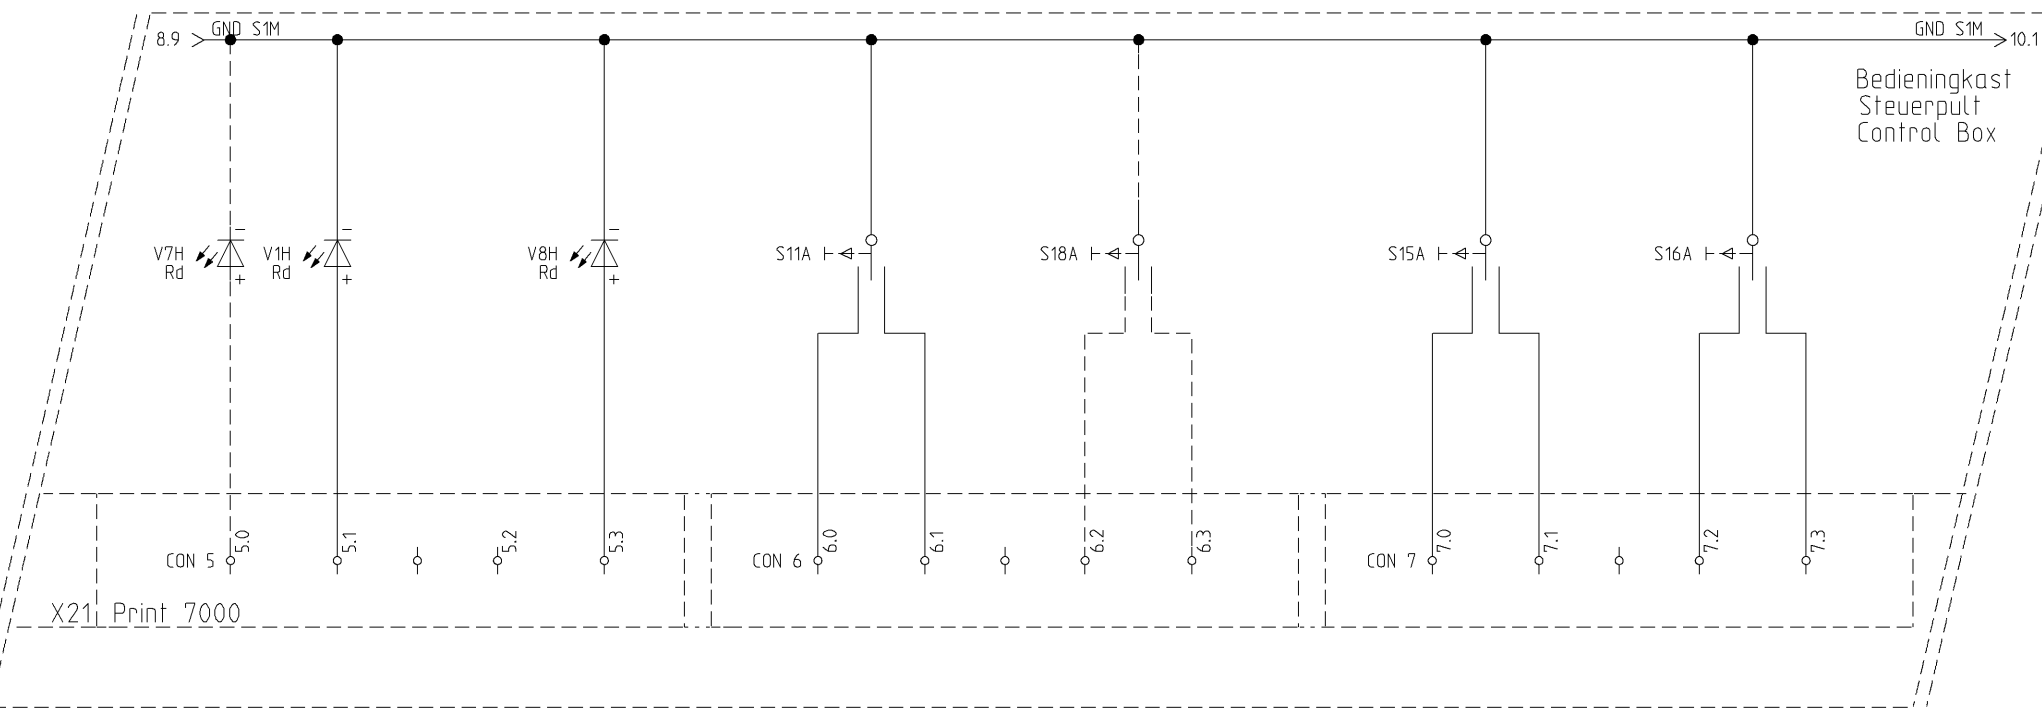 8.9
GND S1M
GND S1M
10.1
Bedieningkast
Steuerpult
Control Box
V7H
Rd
−
+
V1H
Rd
−
+
V8H
Rd
−
+
S11A
S18A
S15A
S16A
CON 5
5.0
5.1
5.2
5.3
CON 6
6.0
6.1
6.2
6.3
CON 7
7.0
7.1
7.2
7.3
X21 Print 7000